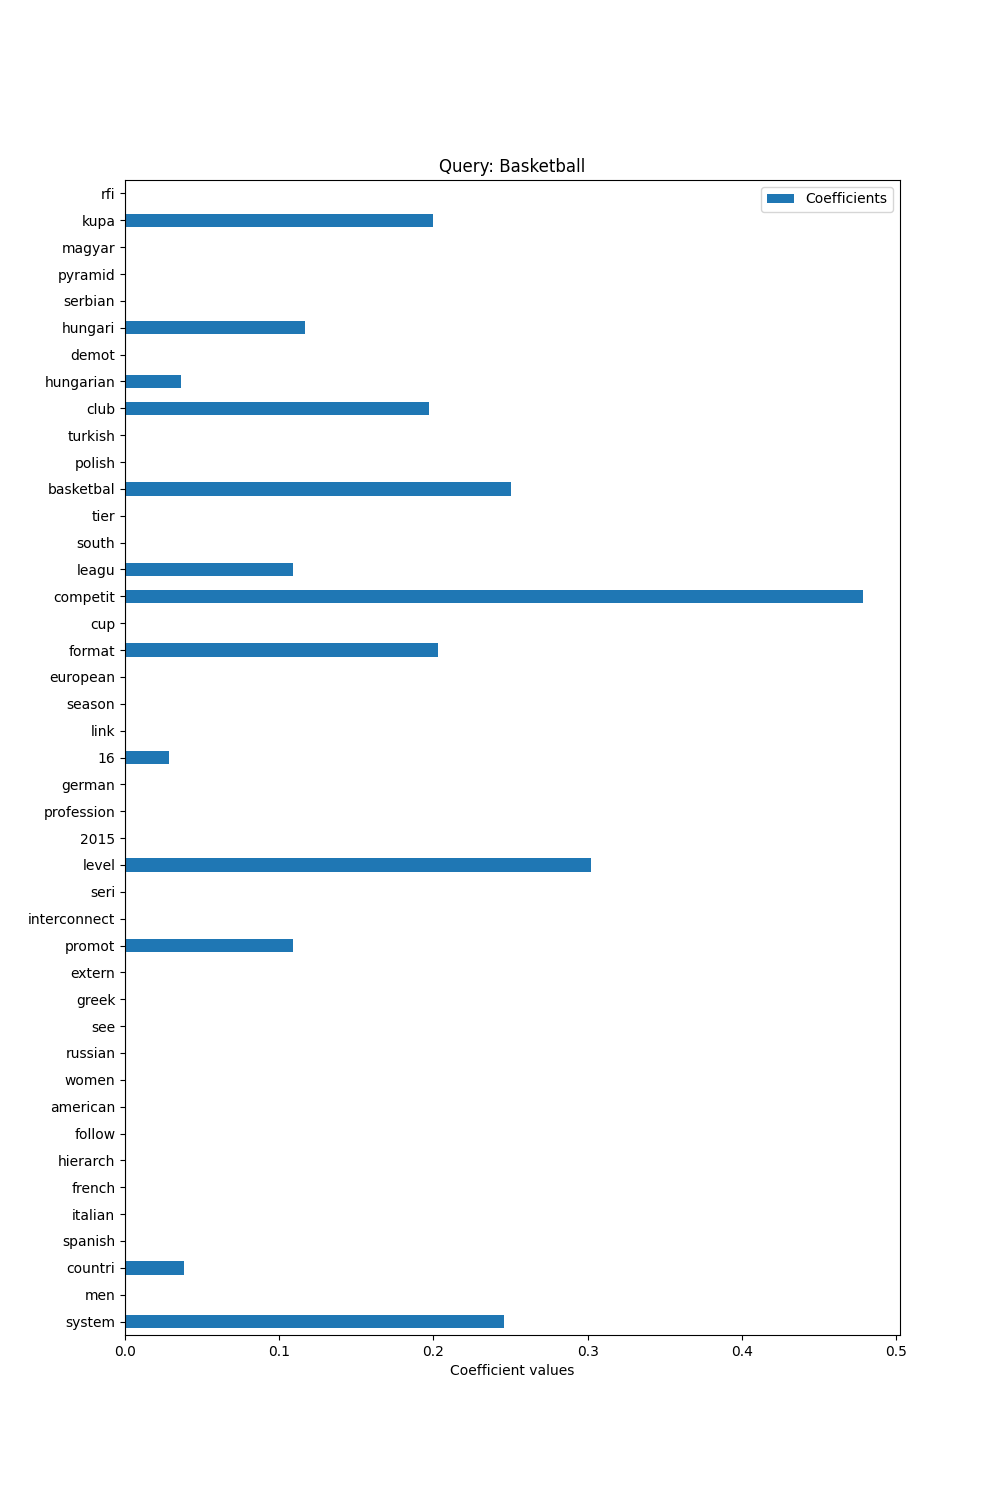 Query: Basketball
Coefficients
rfi
kupa
magyar
pyramid
serbian
hungari
demot
hungarian
club
turkish
polish
basketbal
tier
south
leagu
competit
cup
format
european
season
link
16
german
profession
2015
level
seri
interconnect
promot
extern
greek
see
russian
women
american
follow
hierarch
french
italian
spanish
countri
men
system
0.0 0.1 0.2 0.3 0.4 0.5
Coefficient values